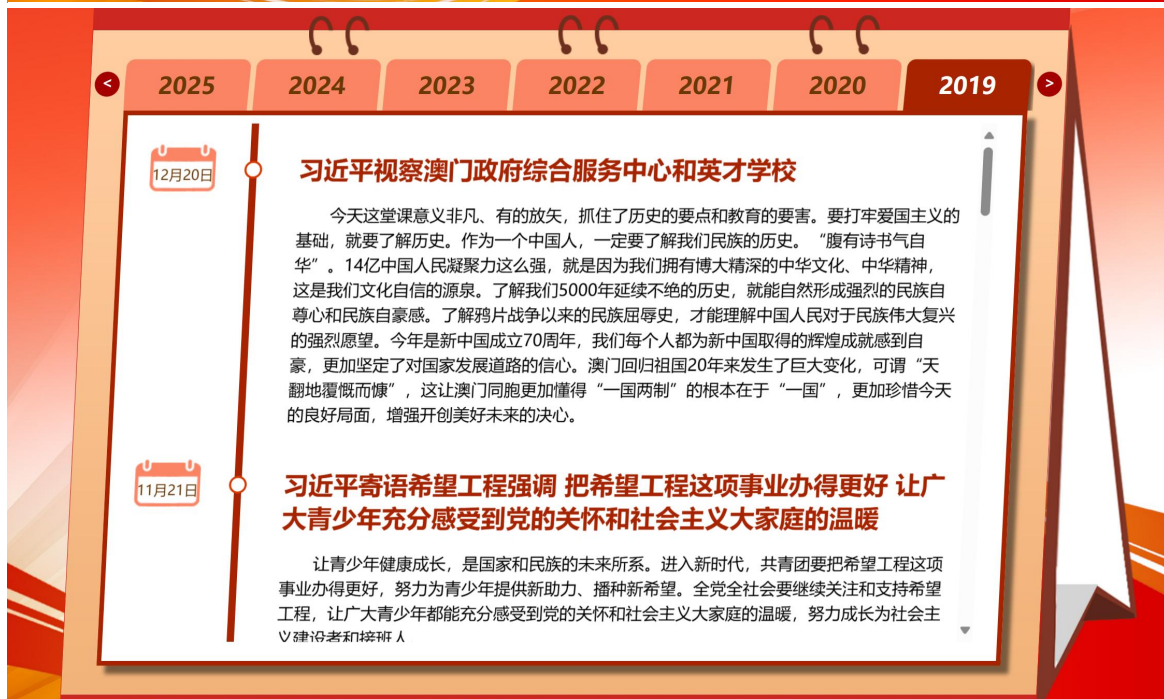 <
2025
2024
2023
2022
2021
2020
2019
>
12月20日
习近平视察澳门政府综合服务中心和英才学校
今天这堂课意义非凡、有的放矢，抓住了历史的要点和教育的要害。要打牢爱国主义的
基础，就要了解历史。作为一个中国人，一定要了解我们民族的历史。“腹有诗书气自
华”。14亿中国人民凝聚力这么强，就是因为我们拥有博大精深的中华文化、中华精神，
这是我们文化自信的源泉。了解我们5000年延续不绝的历史，就能自然形成强烈的民族自
尊心和民族自豪感。了解鸦片战争以来的民族屈辱史，才能理解中国人民对于民族伟大复兴
的强烈愿望。今年是新中国成立70周年，我们每个人都为新中国取得的辉煌成就感到自
豪，更加坚定了对国家发展道路的信心。澳门回归祖国20年来发生了巨大变化，可谓“天
翻地覆慨而慷”，这让澳门同胞更加懂得“一国两制”的根本在于“一国”，更加珍惜今天
的良好局面，增强开创美好未来的决心。
11月21日
习近平寄语希望工程强调 把希望工程这项事业办得更好 让广
大青少年充分感受到党的关怀和社会主义大家庭的温暖
让青少年健康成长，是国家和民族的未来所系。进入新时代，共青团要把希望工程这项
事业办得更好，努力为青少年提供新助力、播种新希望。全党全社会要继续关注和支持希望
工程，让广大青少年都能充分感受到党的关怀和社会主义大家庭的温暖，努力成长为社会主
义建设者和接班人